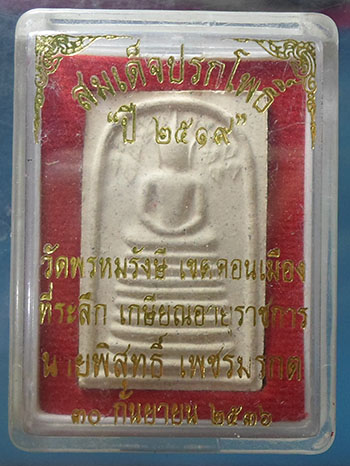 สมเด็จปรกโพธิ์
“ปี ๒๕๑๙”
วัดพรหมรังษี เขตดอนเมือง
ที่ระลึก เกษียณอายุราชการ
นายพิสุทธิ์ เพชรมรกต
๓๐ กันยายน ๒๕๓๖